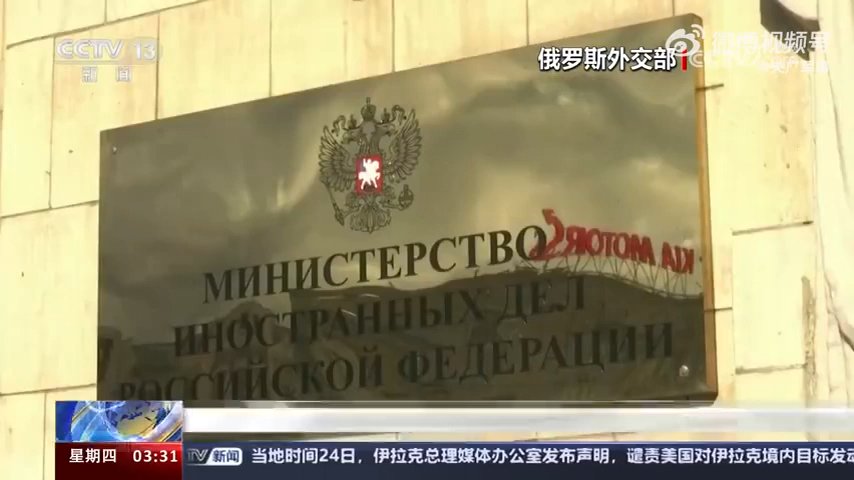 CCTV 13
新闻
俄罗斯外交部
МИНИСТЕРСТВО
KIA MOTORS
ИНОСТРАННЫХ ДЕЛ
РОССИЙСКОЙ ФЕДЕРАЦИИ
星期四 03:31
TV 新闻 当地时间24日，伊拉克总理媒体办公室发布声明，谴责美国对伊拉克境内目标发动